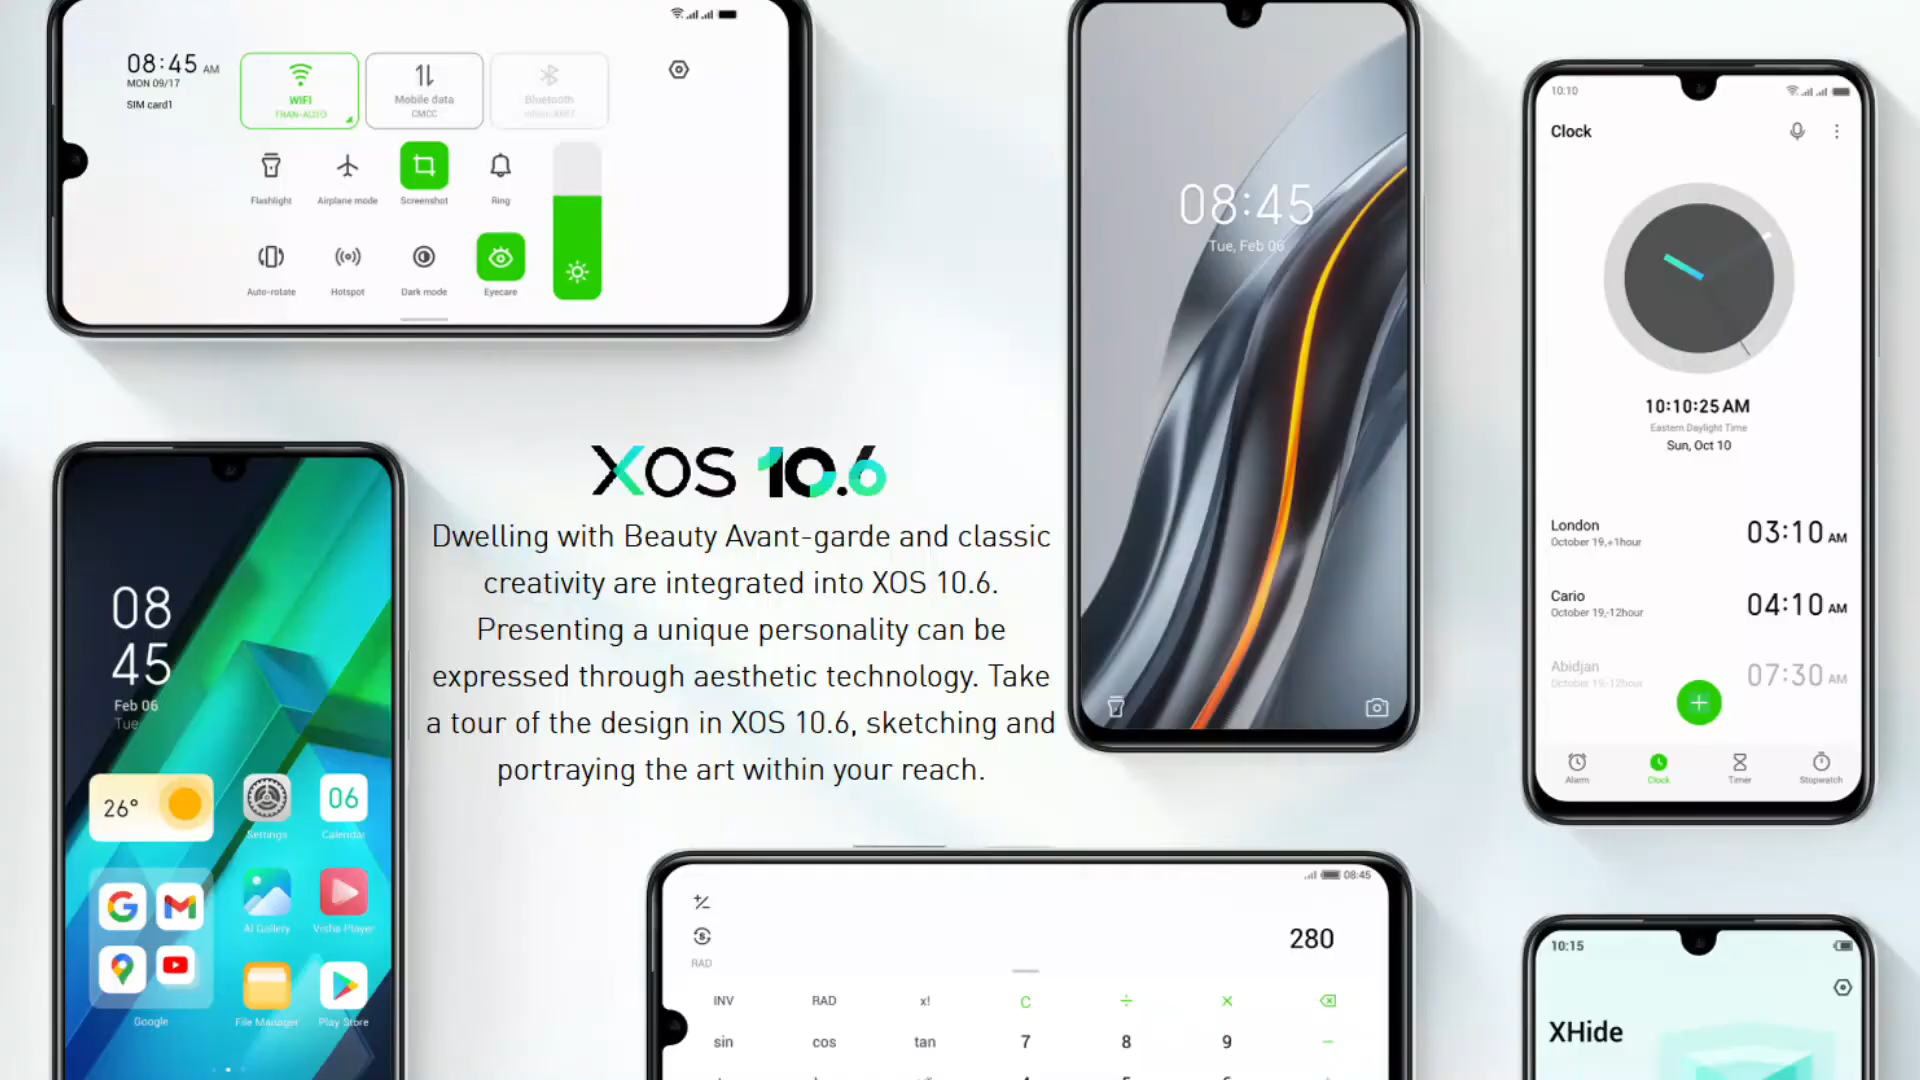 08:45 AM
MON 09/17
SIM card1
WIFI
TRAN-AUTO
Mobile data
CMCC
Bluetooth
Flashlight
Airplane mode
Screenshot
Ring
Auto-rotate
Hotspot
Dark mode
Eyecare
08:45
Tue, Feb 06
10:10
Clock
10:10:25 AM
Eastern Daylight Time
Sun, Oct 10
London
October 19,+1hour
03:10 AM
Cario
October 19,-12hour
04:10 AM
Abidjan
October 19,-12hour
07:30 AM
Alarm
Clock
Timer
Stopwatch
XOS 10.6
Dwelling with Beauty Avant-garde and classic
creativity are integrated into XOS 10.6.
Presenting a unique personality can be
expressed through aesthetic technology. Take
a tour of the design in XOS 10.6, sketching and
portraying the art within your reach.
08
45
Feb 06
Tue
26°
Settings
06
Calendar
AI Gallery
Visha Player
Google
File Manager
Play Store
08:45
280
RAD
INV RAD x! C ÷ ×
sin cos tan 7 8 9 −
10:15
XHide